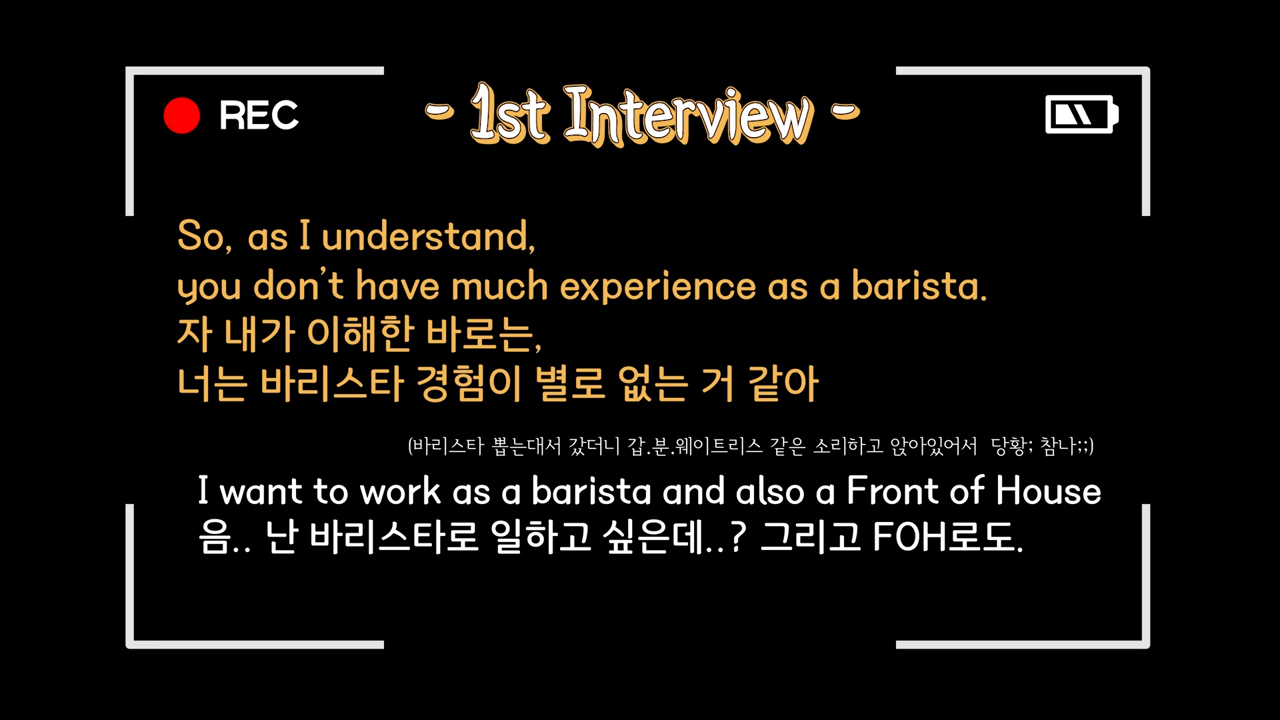 REC
- 1st Interview -
So, as I understand,
you don't have much experience as a barista.
자 내가 이해한 바로는,
너는 바리스타 경험이 별로 없는 거 같아
(바리스타 뽑는대서 갔더니 갑.분.웨이트리스 같은 소리하고 앉아있어서 당황; 참나;;)
I want to work as a barista and also a Front of House
음.. 난 바리스타로 일하고 싶은데..? 그리고 FOH로도.